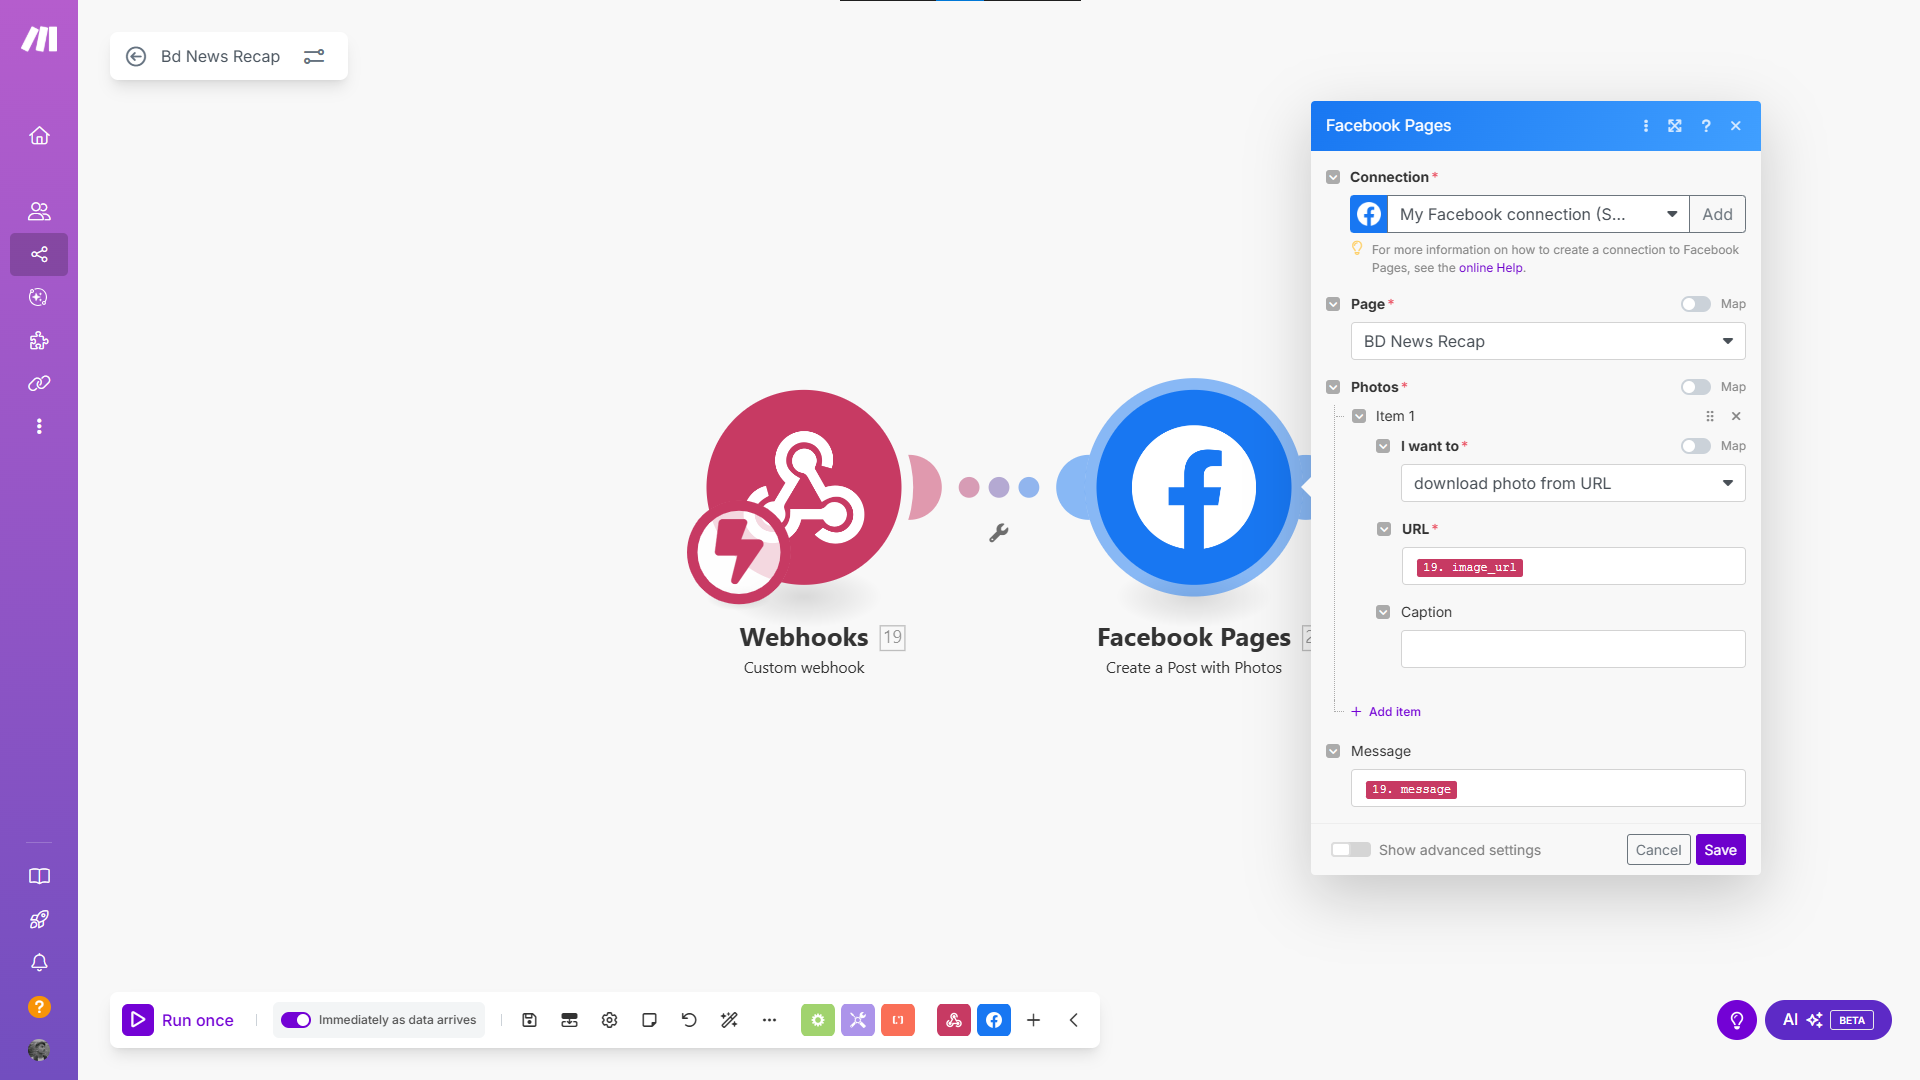 Bd News Recap
Facebook Pages
?
Connection *
My Facebook connection (S...
Add
For more information on how to create a connection to Facebook
Pages, see the online Help.
Page *
Map
BD News Recap
Photos *
Map
Item 1
I want to *
Map
download photo from URL
URL *
19. image_url
Caption
+ Add item
Message
19. message
Show advanced settings
Cancel
Save
Webhooks 19
Custom webhook
Facebook Pages
Create a Post with Photos
?
Run once
Immediately as data arrives
AI BETA